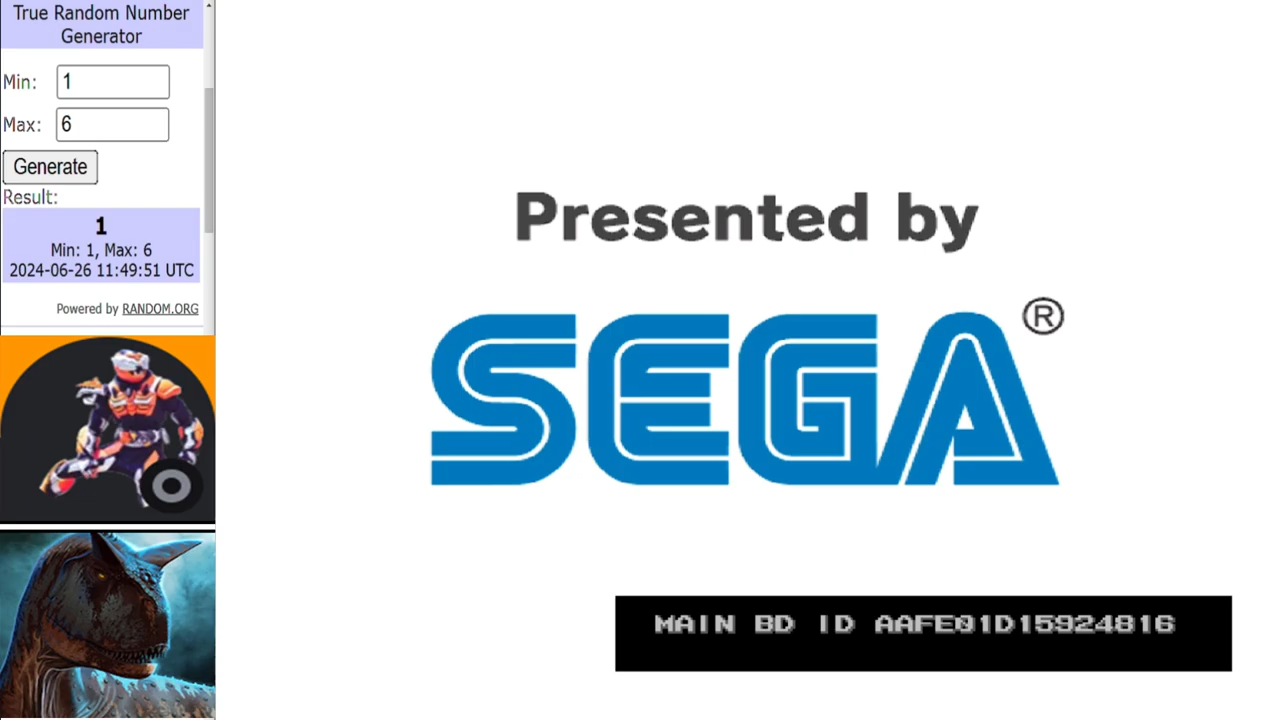 True Random Number
Generator
Min: 1
Max: 6
Generate
Result:
1
Min: 1, Max: 6
2024-06-26 11:49:51 UTC
Powered by RANDOM.ORG
Presented by
SEGA®
MAIN BD ID AAFE01D15924816